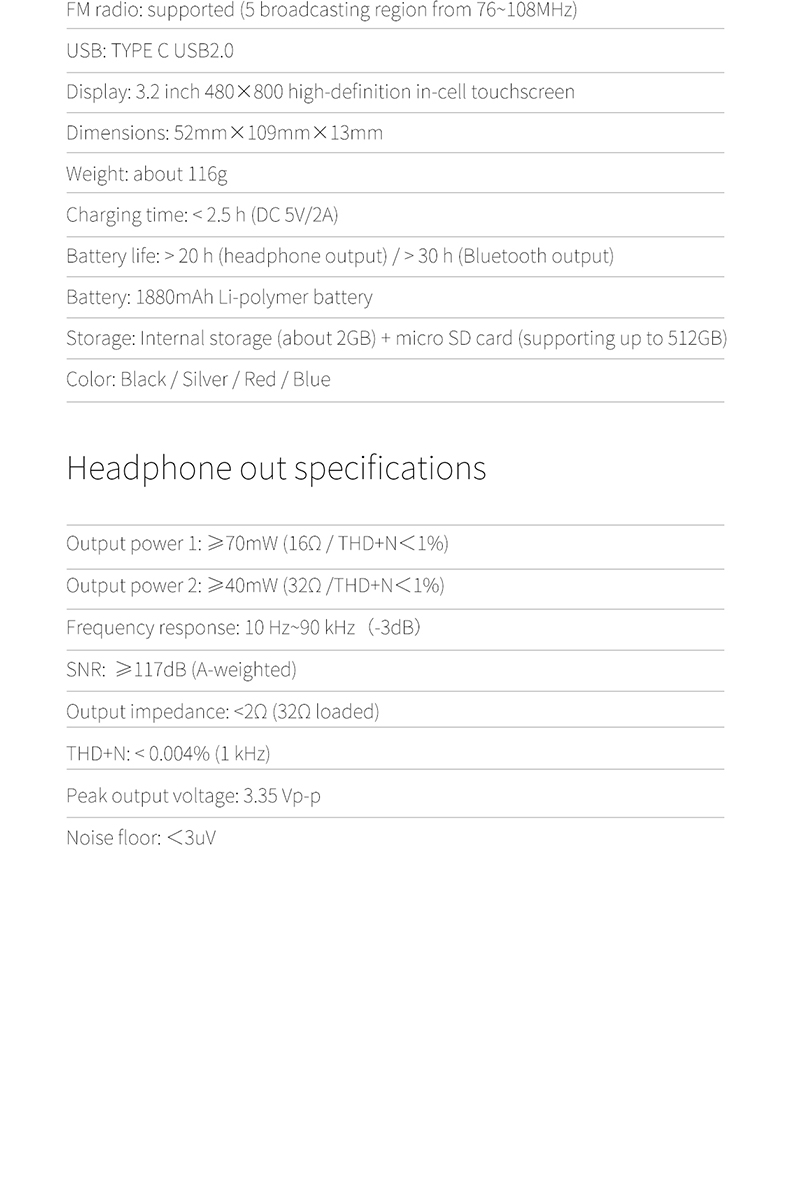 FM radio: supported (5 broadcasting region from 76~108MHz)
USB: TYPE C USB2.0
Display: 3.2 inch 480×800 high-definition in-cell touchscreen
Dimensions: 52mm×109mm×13mm
Weight: about 116g
Charging time: < 2.5 h (DC 5V/2A)
Battery life: > 20 h (headphone output) / > 30 h (Bluetooth output)
Battery: 1880mAh Li-polymer battery
Storage: Internal storage (about 2GB) + micro SD card (supporting up to 512GB)
Color: Black / Silver / Red / Blue
Headphone out specifications
Output power 1: ⩾70mW (16Ω / THD+N＜1%)
Output power 2: ⩾40mW (32Ω /THD+N＜1%)
Frequency response: 10 Hz~90 kHz（-3dB）
SNR: ⩾117dB (A-weighted)
Output impedance: <2Ω (32Ω loaded)
THD+N: < 0.004% (1 kHz)
Peak output voltage: 3.35 Vp-p
Noise floor: ＜3uV